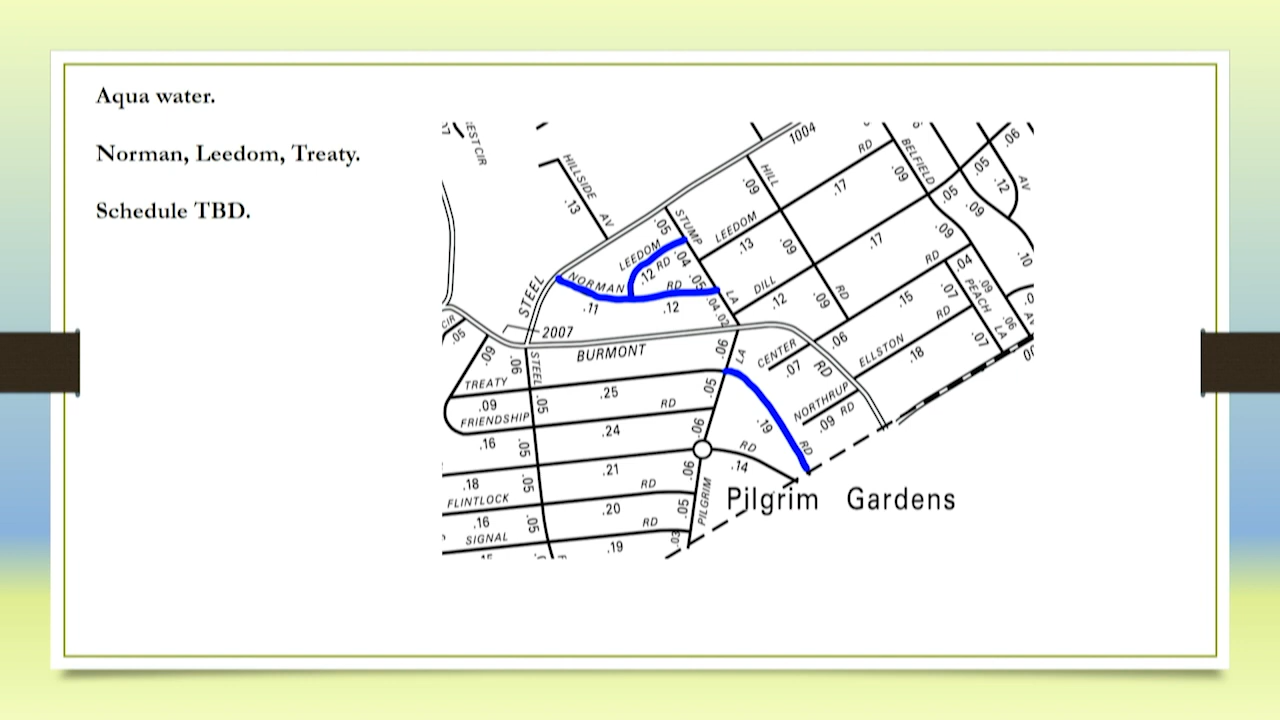 Aqua water.
Norman, Leedom, Treaty.
Schedule TBD.
EST CIR
HILLSIDE AV
.13
1004
HILL RD
.09
.09
.09
RD
.17
BELFIELD
.09
.05
.06
.12
AV
.05
.09
.10
.09
STUMP LA
.05
LEEDOM RD
.12
.04
.05
LEEDOM
.13
.17
NORMAN RD
.11
.12
.04
.02
DILL
.12
STEEL
2007
BURMONT RD
.06
LA
CENTER
.07
.06
.15
RD
.04
.09
PEACH LA
.06
.07
.07
ELLSTON RD
.18
NORTHRUP RD
.09
CIR
.05
.09
.06
STEEL
.05
TREATY
.09
.25
.05
.19
RD
FRIENDSHIP RD
.16
.24
.05
.06
.21
.06
RD
.14
.18
.05
FLINTLOCK RD
.16
.20
.05
.05
PILGRIM
SIGNAL RD
.19
.03
Pilgrim Gardens